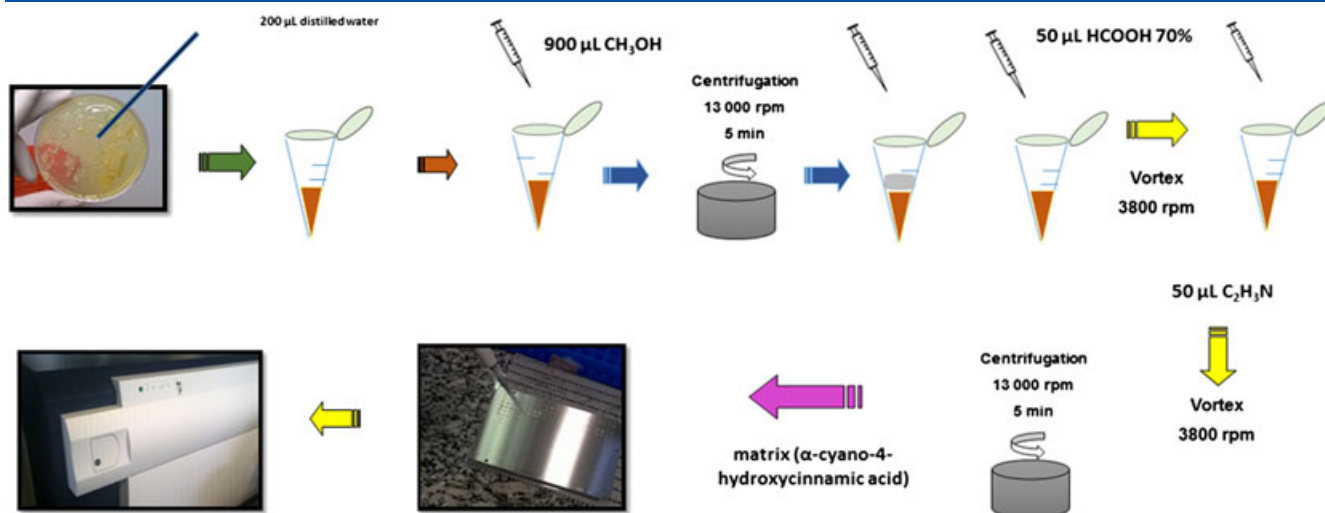 200 µL distilled water
900 µL CH₃OH
Centrifugation
13 000 rpm
5 min
50 µL HCOOH 70%
Vortex
3800 rpm
50 µL C₂H₃N
Vortex
3800 rpm
Centrifugation
13 000 rpm
5 min
matrix (α-cyano-4-
hydroxycinnamic acid)